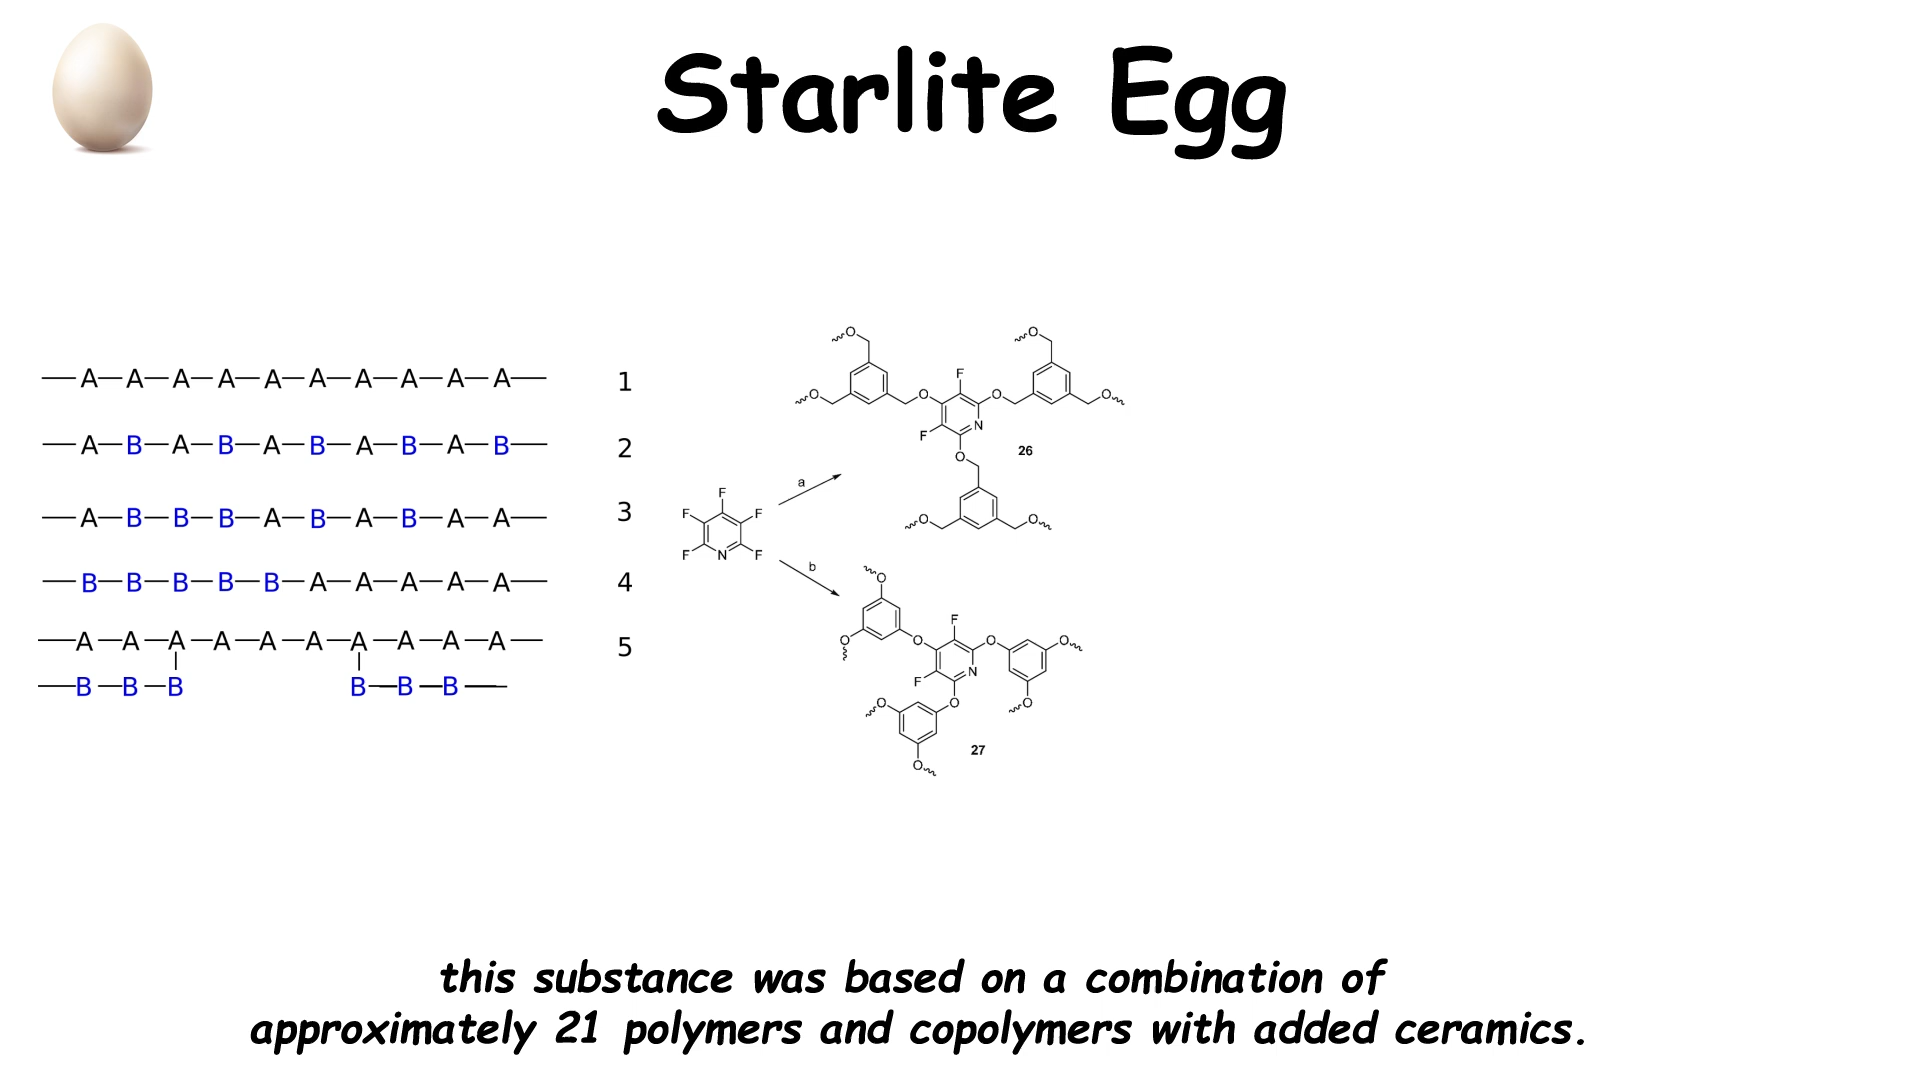 Starlite Egg
A A A A A A A A A A 1
A B A B A B A B A B 2
A B B B A B A B A A 3
B B B B B A A A A A 4
A A A A A A A A A A 5
B B B B B B
F
F F
F F
N
a
b
O O
O O
F
O O
F N
O
26
O O
O
O F
O O O
F N
O O O
27
O
this substance was based on a combination of
approximately 21 polymers and copolymers with added ceramics.